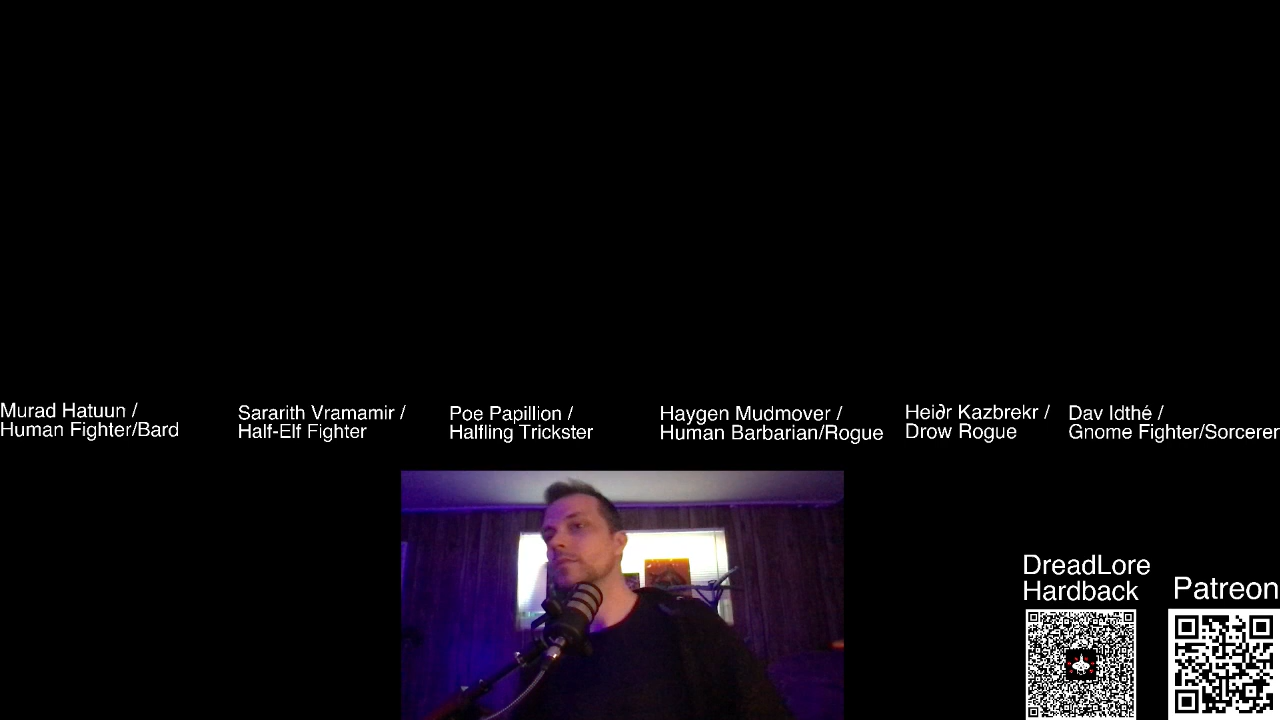 Murad Hatuun /
Human Fighter/Bard
Sararith Vramamir /
Half-Elf Fighter
Poe Papillion /
Halfling Trickster
Haygen Mudmover /
Human Barbarian/Rogue
Hei∂r Kazbrekr /
Drow Rogue
Dav Idthé /
Gnome Fighter/Sorcerer
DreadLore
Hardback
Patreon